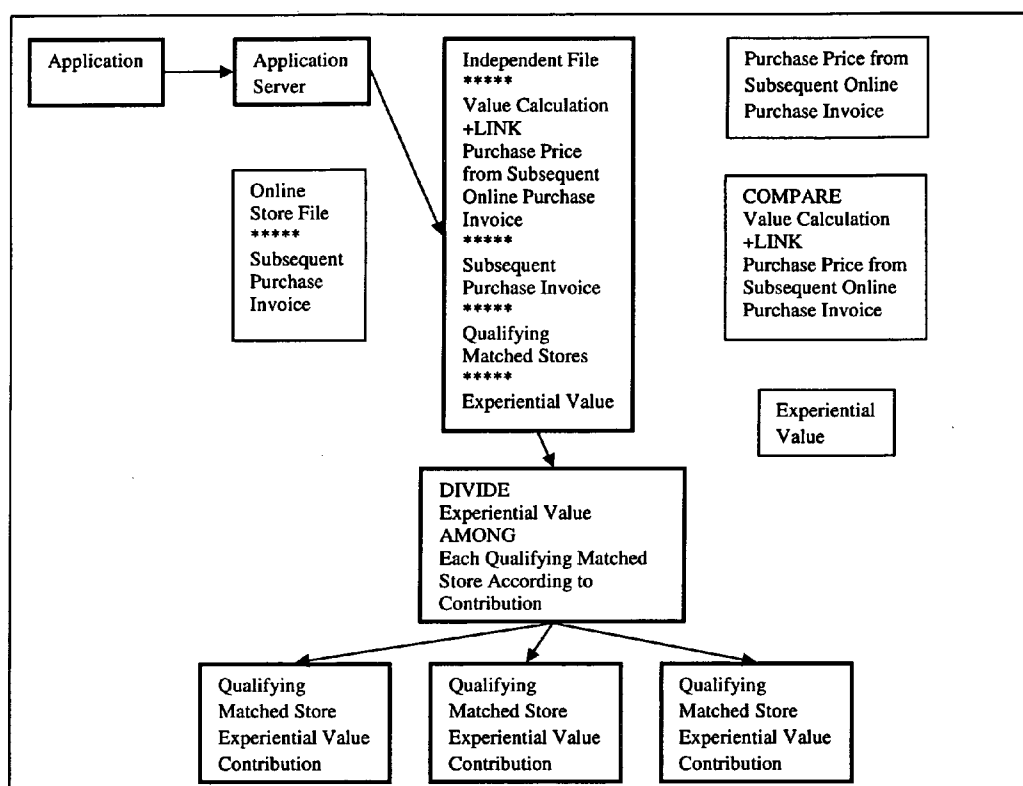 Application
Application
Server
Independent File
*****
Value Calculation
+LINK
Purchase Price
from Subsequent
Online Purchase
Invoice
*****
Subsequent
Purchase Invoice
*****
Qualifying
Matched Stores
*****
Experiential Value
Purchase Price from
Subsequent Online
Purchase Invoice
Online
Store File
*****
Subsequent
Purchase
Invoice
COMPARE
Value Calculation
+LINK
Purchase Price from
Subsequent Online
Purchase Invoice
Experiential
Value
DIVIDE
Experiential Value
AMONG
Each Qualifying Matched
Store According to
Contribution
Qualifying
Matched Store
Experiential Value
Contribution
Qualifying
Matched Store
Experiential Value
Contribution
Qualifying
Matched Store
Experiential Value
Contribution